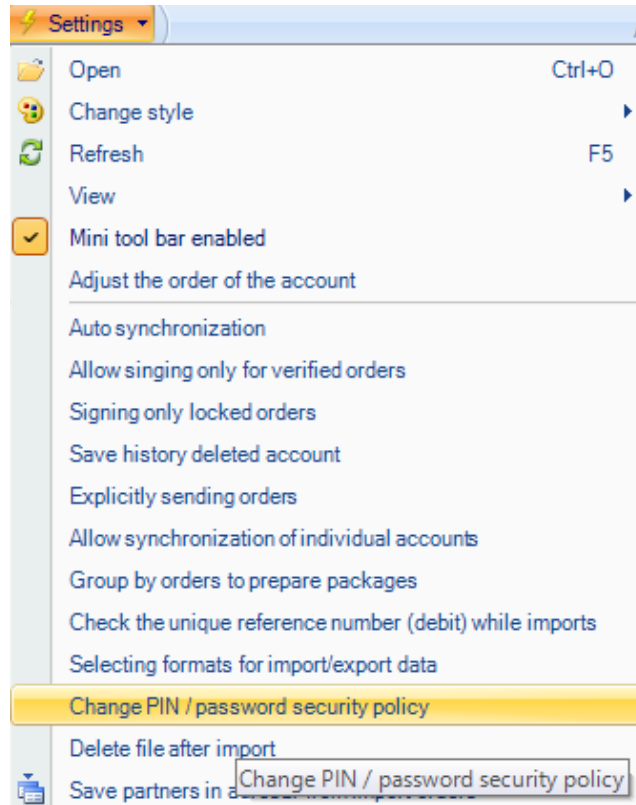 Settings
Open Ctrl+O
Change style
Refresh F5
View
Mini tool bar enabled
Adjust the order of the account
Auto synchronization
Allow singing only for verified orders
Signing only locked orders
Save history deleted account
Explicitly sending orders
Allow synchronization of individual accounts
Group by orders to prepare packages
Check the unique reference number (debit) while imports
Selecting formats for import/export data
Change PIN / password security policy
Delete file after import
Change PIN / password security policy
Save partners in